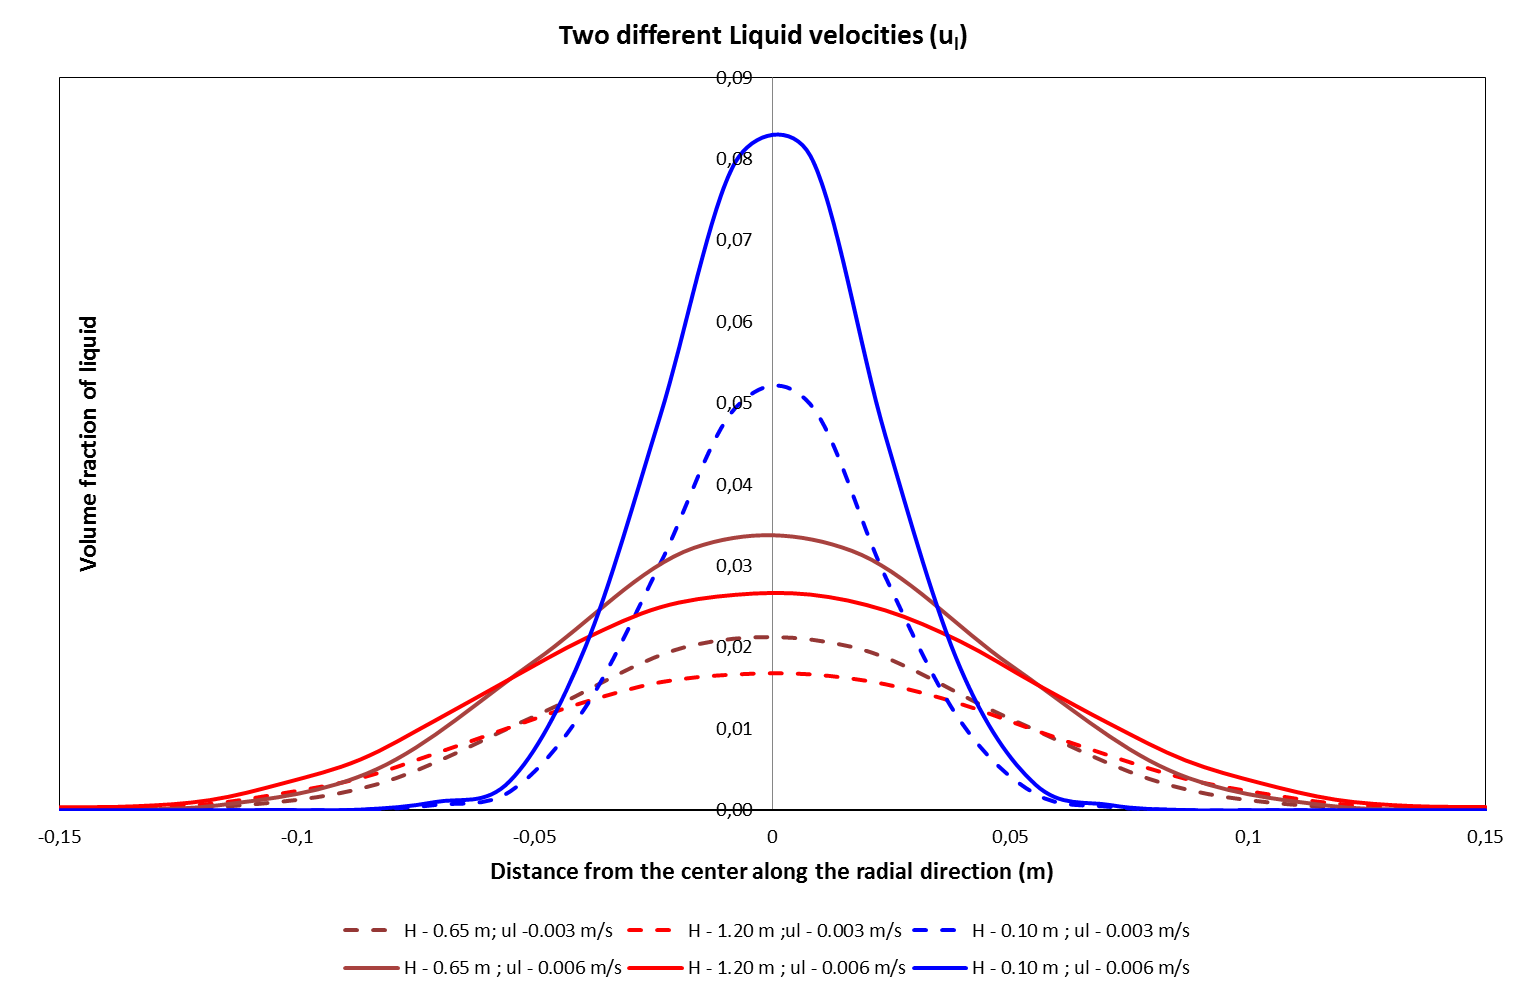 Two different Liquid velocities (uₗ)
0,09
0,08
0,07
0,06
0,05
0,04
0,03
0,02
0,01
0,00
Volume fraction of liquid
-0,15 -0,1 -0,05 0 0,05 0,1 0,15
Distance from the center along the radial direction (m)
H - 0.65 m; ul -0.003 m/s H - 1.20 m ;ul - 0.003 m/s H - 0.10 m ; ul - 0.003 m/s
H - 0.65 m ; ul - 0.006 m/s H - 1.20 m ; ul - 0.006 m/s H - 0.10 m ; ul - 0.006 m/s